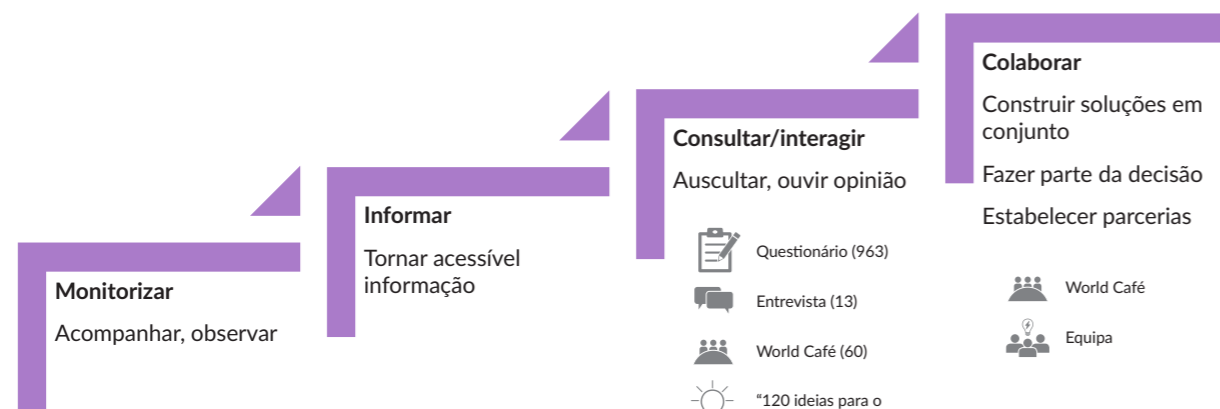 Monitorizar
Acompanhar, observar
Informar
Tornar acessível
informação
Consultar/interagir
Auscultar, ouvir opinião
Questionário (963)
Entrevista (13)
World Café (60)
"120 ideias para o
Colaborar
Construir soluções em
conjunto
Fazer parte da decisão
Estabelecer parcerias
World Café
Equipa